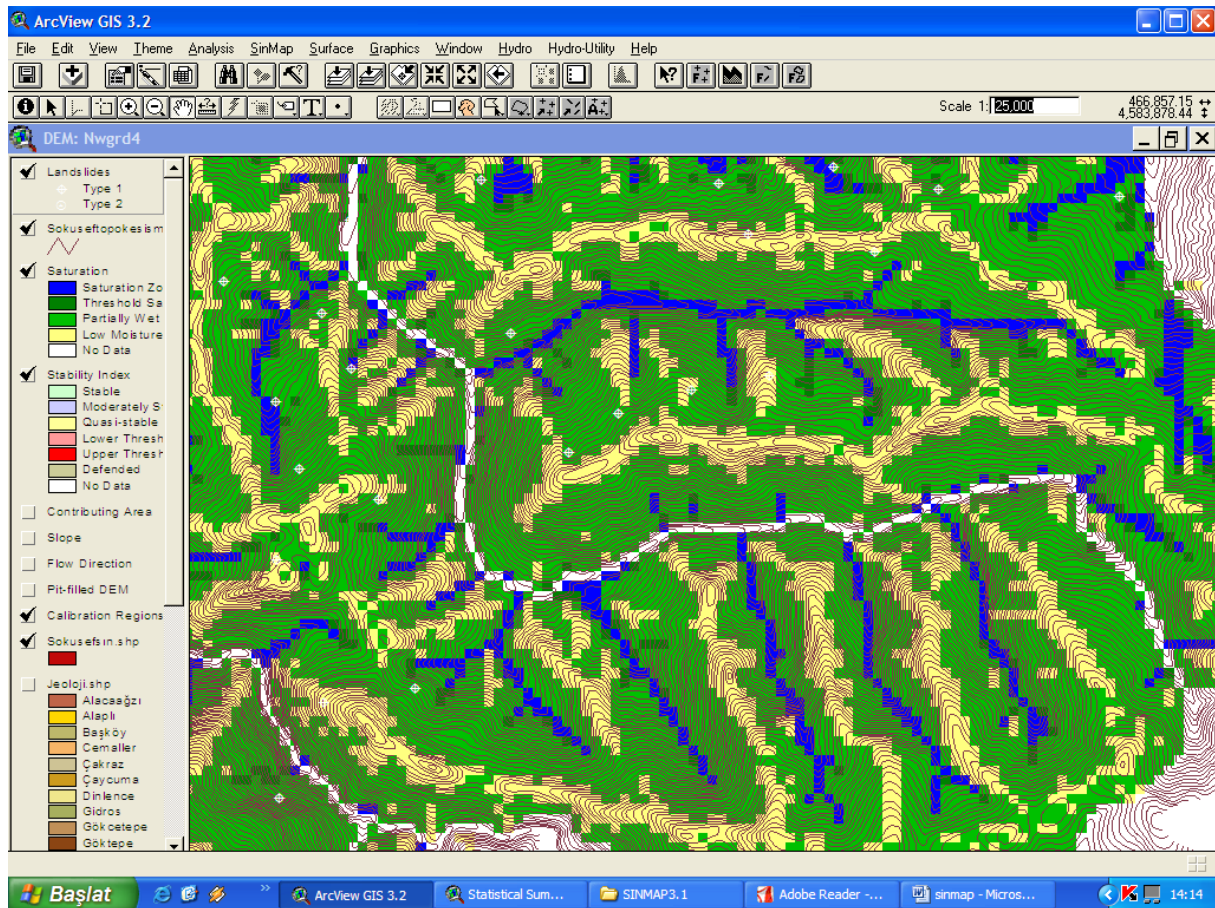 ArcView GIS 3.2
File Edit View Theme Analysis SinMap Surface Graphics Window Hydro Hydro-Utility Help
Scale 1: 25,000
466,857.15
4,583,878.44
DEM: Nwgrd4
Landslides
Type 1
Type 2
Sokuseftopokesism
Saturation
Saturation Zo
Threshold Sa
Partially Wet
Low Moisture
No Data
Stability Index
Stable
Moderately S
Quasi-stable
Lower Thresh
Upper Thresh
Defended
No Data
Contributing Area
Slope
Flow Direction
Pit-filled DEM
Calibration Regions
Sokusefsın.shp
Jeoloji.shp
Alacaağzı
Alaplı
Başköy
Cemaller
Çakraz
Çaycuma
Dinlence
Gidros
Gökcetepe
Göktepe
Başlat
ArcView GIS 3.2
Statistical Sum...
SINMAP3.1
Adobe Reader -...
sinmap - Micros...
14:14